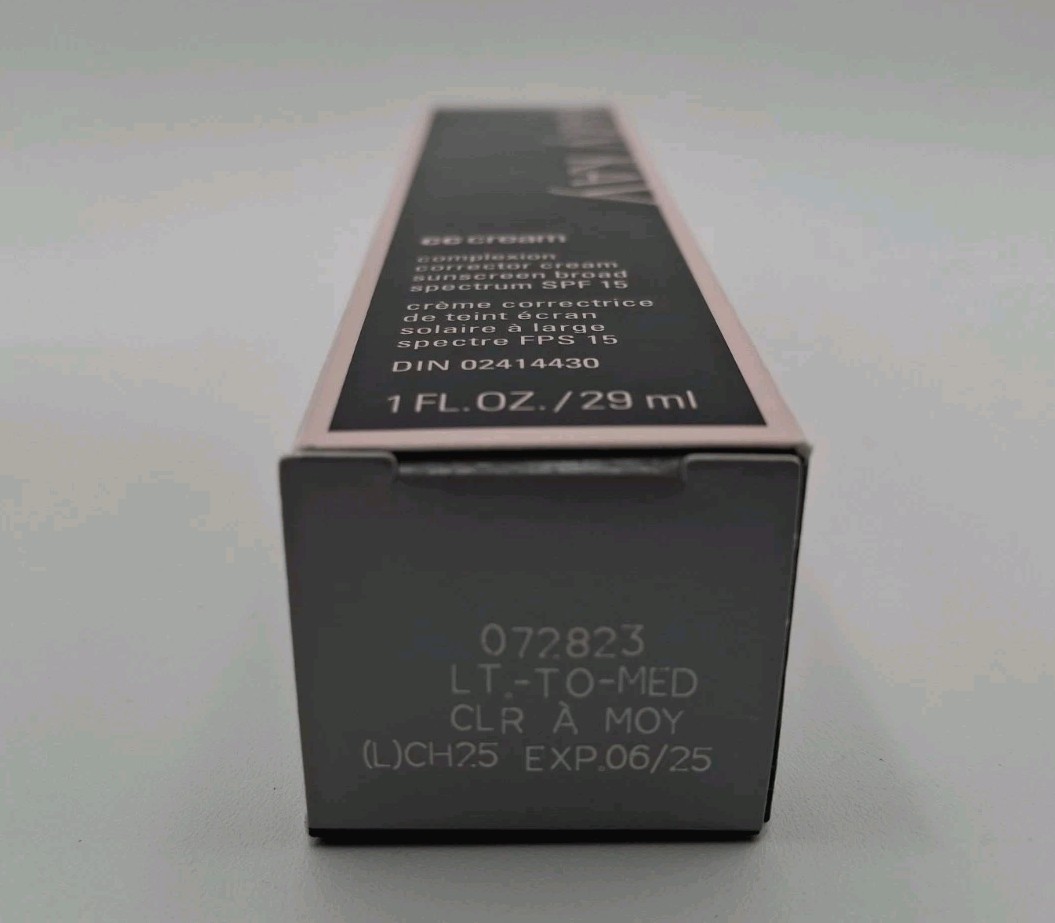 cc cream
complexion
corrector cream
sunscreen broad
spectrum SPF 15
crème correctrice
de teint écran
solaire à large
spectre FPS 15
DIN 02414430
1 FL.OZ./29 ml
072823
LT.-TO-MED
CLR À MOY
(L)CH25 EXP.06/25